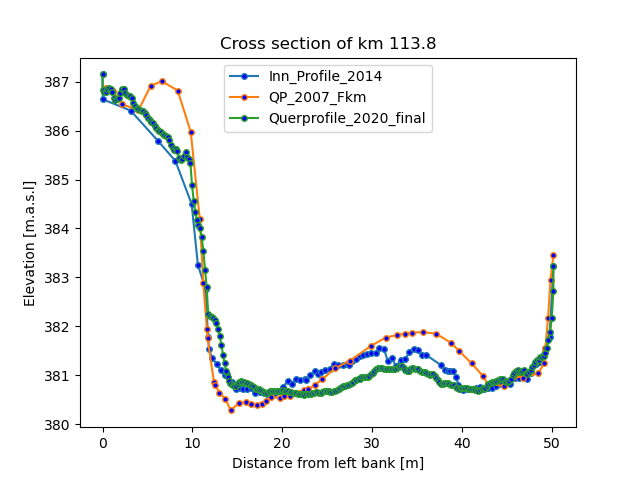 Cross section of km 113.8
Inn_Profile_2014
QP_2007_Fkm
Querprofile_2020_final
Elevation [m.a.s.l]
387
386
385
384
383
382
381
380
0 10 20 30 40 50
Distance from left bank [m]